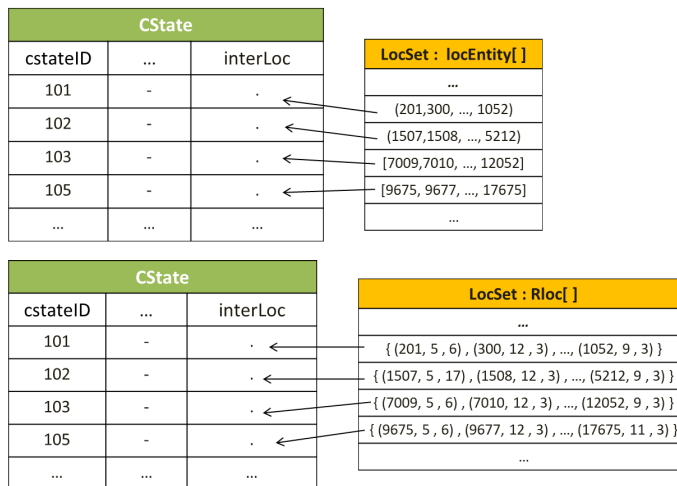 CState
cstateID ... interLoc
101 - .
102 - .
103 - .
105 - .
... ... ...
LocSet : locEntity[ ]
...
(201,300, ..., 1052)
(1507,1508, ..., 5212)
[7009,7010, ..., 12052]
[9675, 9677, ..., 17675]
...
CState
cstateID ... interLoc
101 - .
102 - .
103 - .
105 - .
... ... ...
LocSet : Rloc[ ]
...
{ (201, 5 , 6) , (300, 12 , 3) , ..., (1052, 9 , 3) }
{ (1507, 5 , 17) , (1508, 12 , 3) , ..., (5212, 9 , 3) }
{ (7009, 5 , 6) , (7010, 12 , 3) , ..., (12052, 9 , 3) }
{ (9675, 5 , 6) , (9677, 12 , 3) , ..., (17675, 11 , 3) }
...